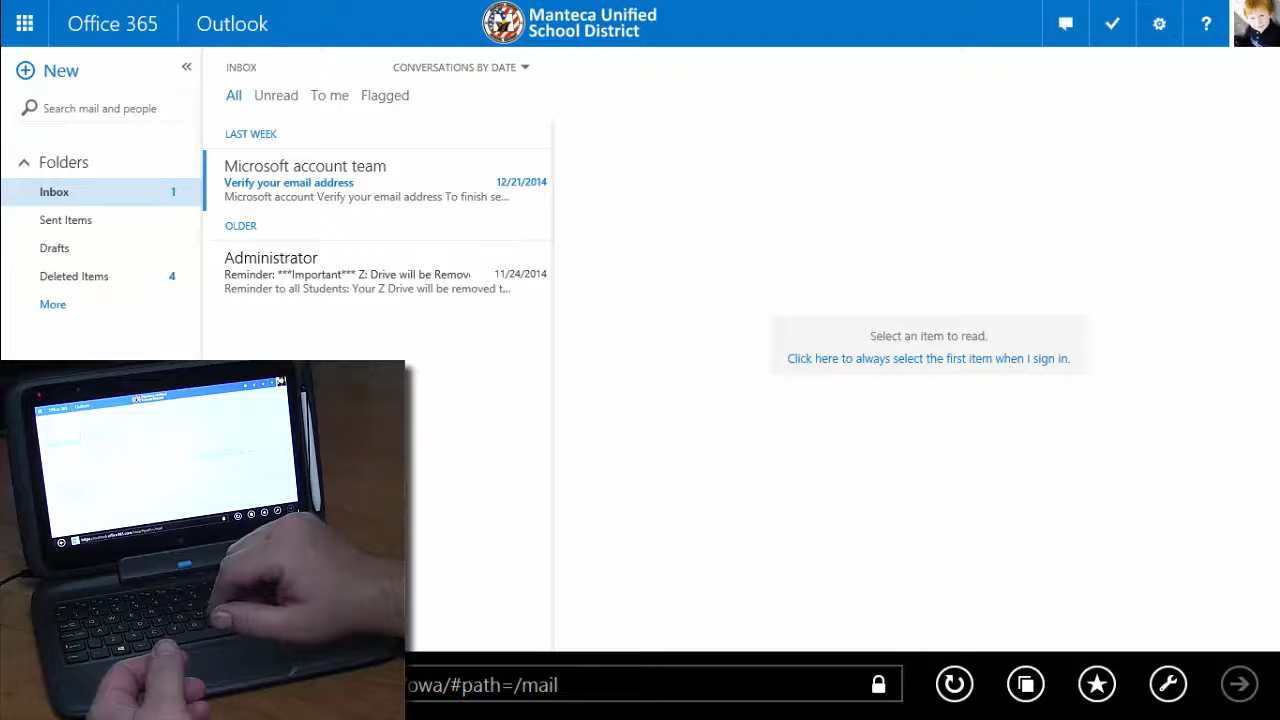 Office 365
Outlook
Manteca Unified
School District
?
New
«
INBOX
CONVERSATIONS BY DATE
Search mail and people
All Unread To me Flagged
LAST WEEK
Folders
Microsoft account team
Verify your email address 12/21/2014
Microsoft account Verify your email address To finish se...
Inbox 1
Sent Items
Drafts
Deleted Items 4
More
OLDER
Administrator
Reminder: ***Important*** Z: Drive will be Remov 11/24/2014
Reminder to all Students: Your Z Drive will be removed t...
Select an item to read.
Click here to always select the first item when I sign in.
Office 365 Outlook
owa/#path=/mail